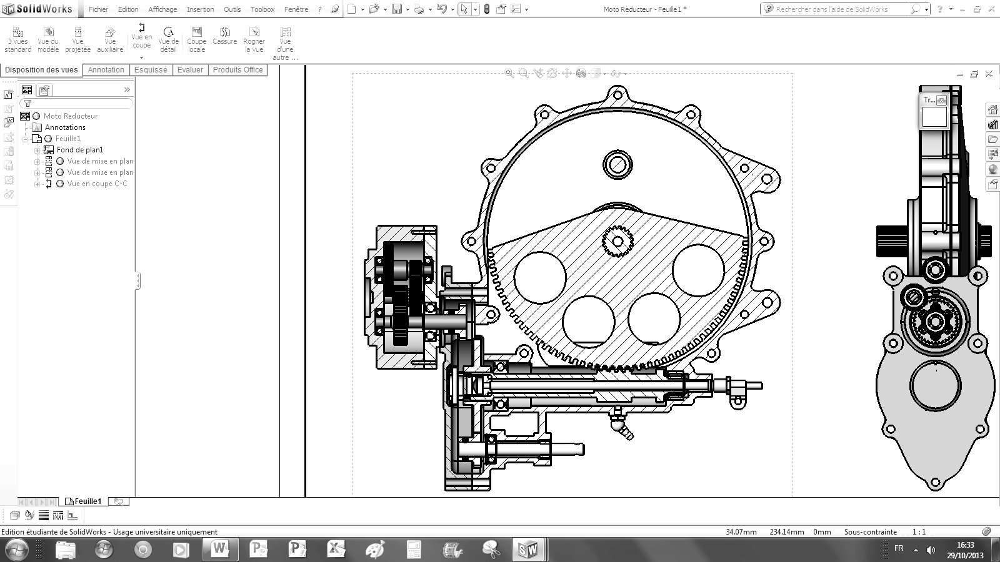 SolidWorks Fichier Edition Affichage Insertion Outils Toolbox Fenêtre ? Moto Reducteur - Feuille1 * Rechercher dans l'aide de SolidWorks ?
3 vues standard
Vue du modèle
Vue projetée
Vue auxiliaire
Vue en coupe
Vue de détail
Coupe locale
Cassure
Rogner la vue
Vue d'une autre ...
Disposition des vues Annotation Esquisse Evaluer Produits Office
Tr...
Moto Reducteur
Annotations
Feuille1
Fond de plan1
Vue de mise en plan
Vue de mise en plan
Vue en coupe C-C
Feuille1
Edition étudiante de SolidWorks - Usage universitaire uniquement 34.07mm 234.14mm 0mm Sous-contrainte 1 : 1
FR 16:33
29/10/2013